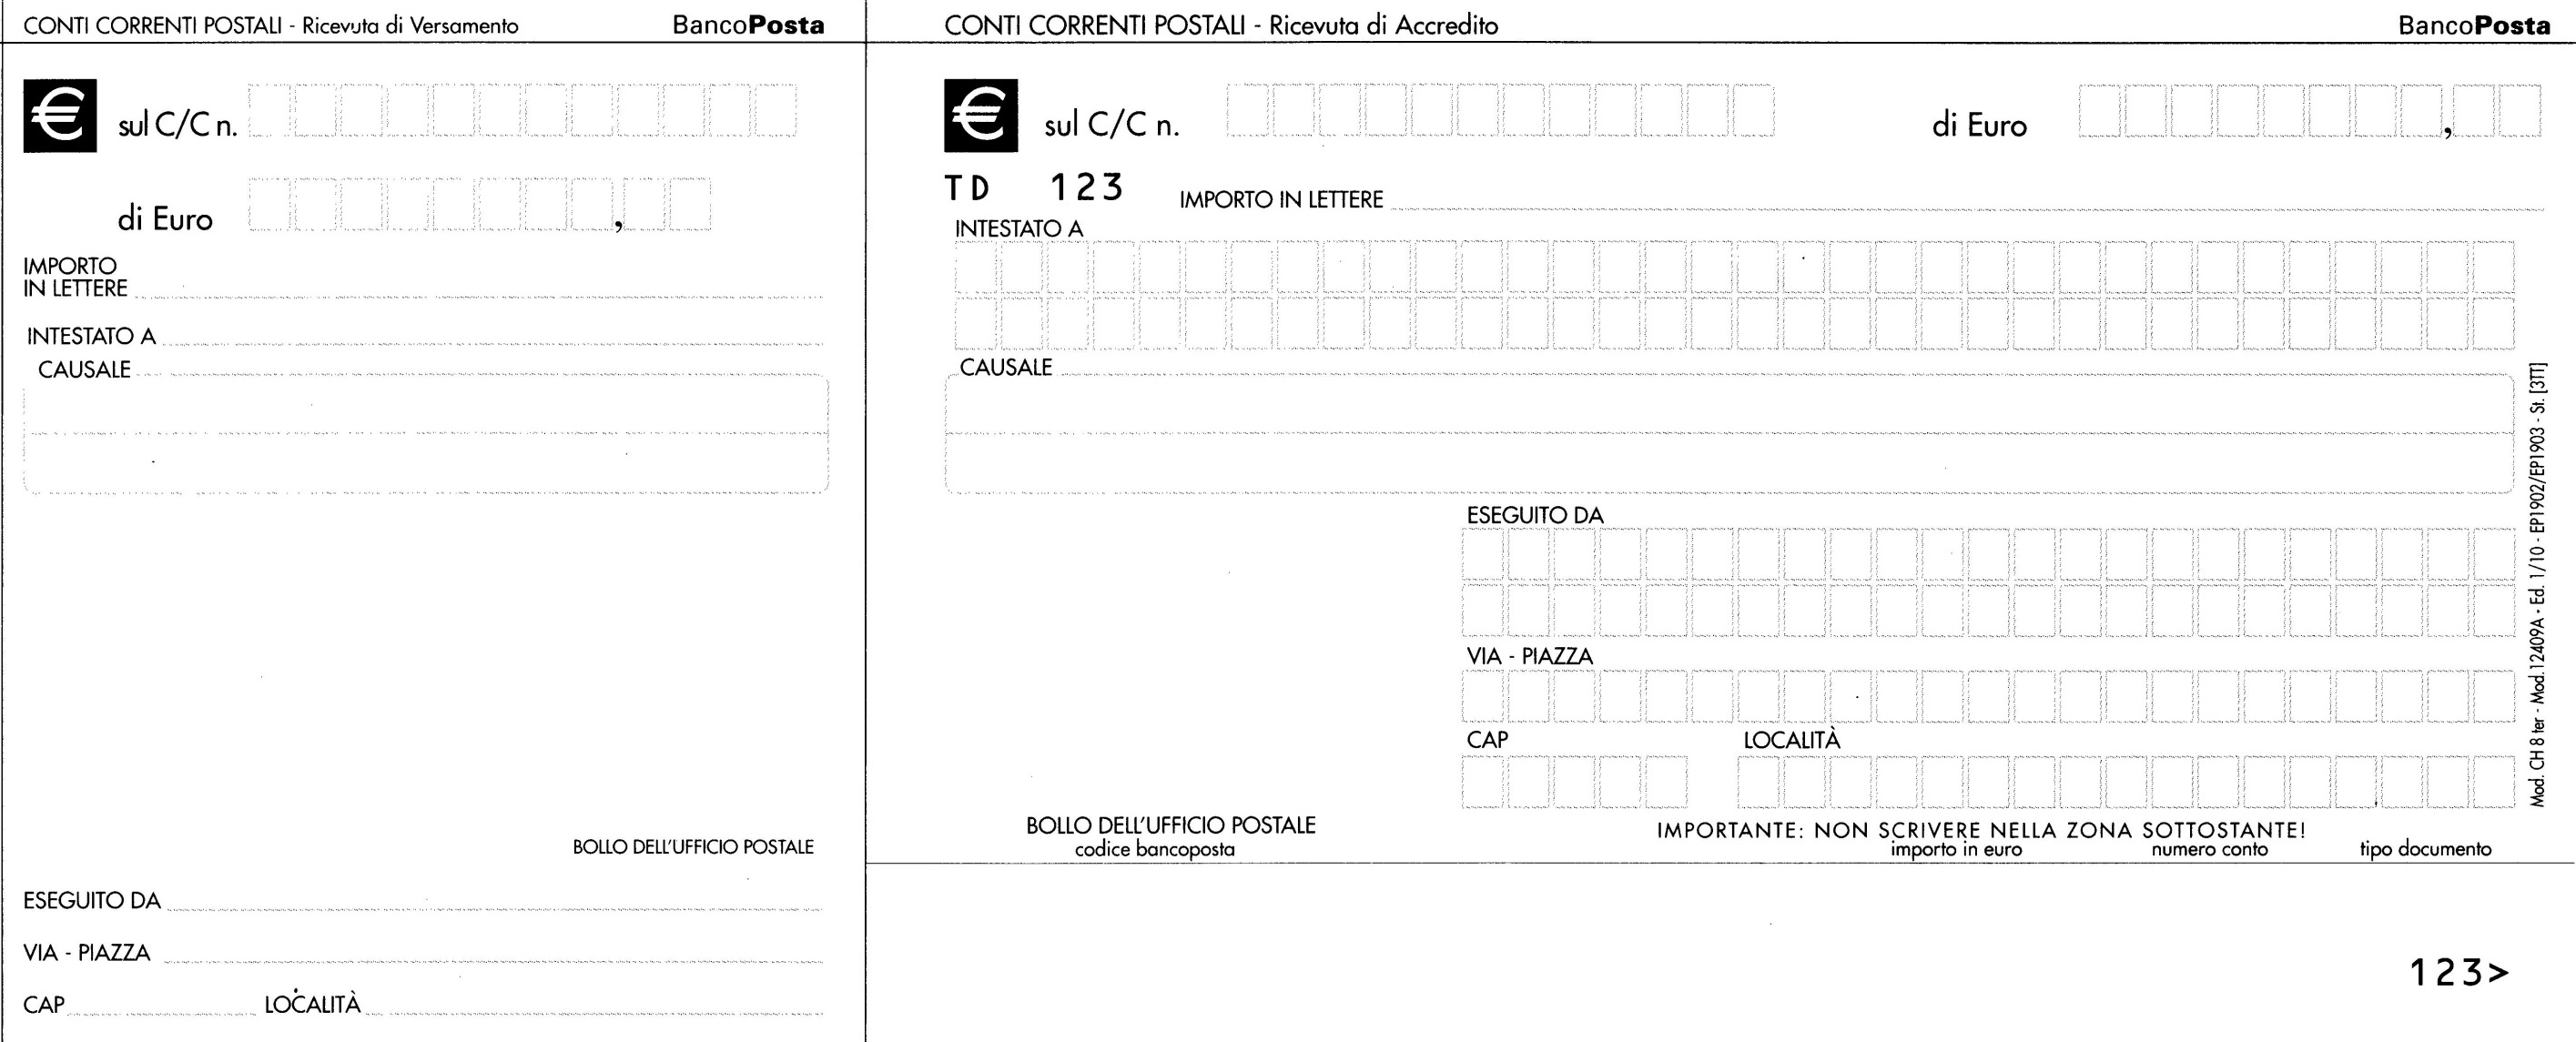 CONTI CORRENTI POSTALI - Ricevuta di Versamento BancoPosta
€ sul C/C n.
di Euro ,
IMPORTO
IN LETTERE
INTESTATO A
CAUSALE
BOLLO DELL'UFFICIO POSTALE
ESEGUITO DA
VIA - PIAZZA
CAP LOCALITÀ
CONTI CORRENTI POSTALI - Ricevuta di Accredito BancoPosta
€ sul C/C n. di Euro ,
TD 123 IMPORTO IN LETTERE
INTESTATO A
CAUSALE
ESEGUITO DA
VIA - PIAZZA
CAP LOCALITÀ
BOLLO DELL'UFFICIO POSTALE
codice bancoposta
IMPORTANTE: NON SCRIVERE NELLA ZONA SOTTOSTANTE!
importo in euro numero conto tipo documento
123>
Mod. CH 8 ter - Mod.12409A - Ed. 1/10 - EP1902/EP1903 - St. [3TT]